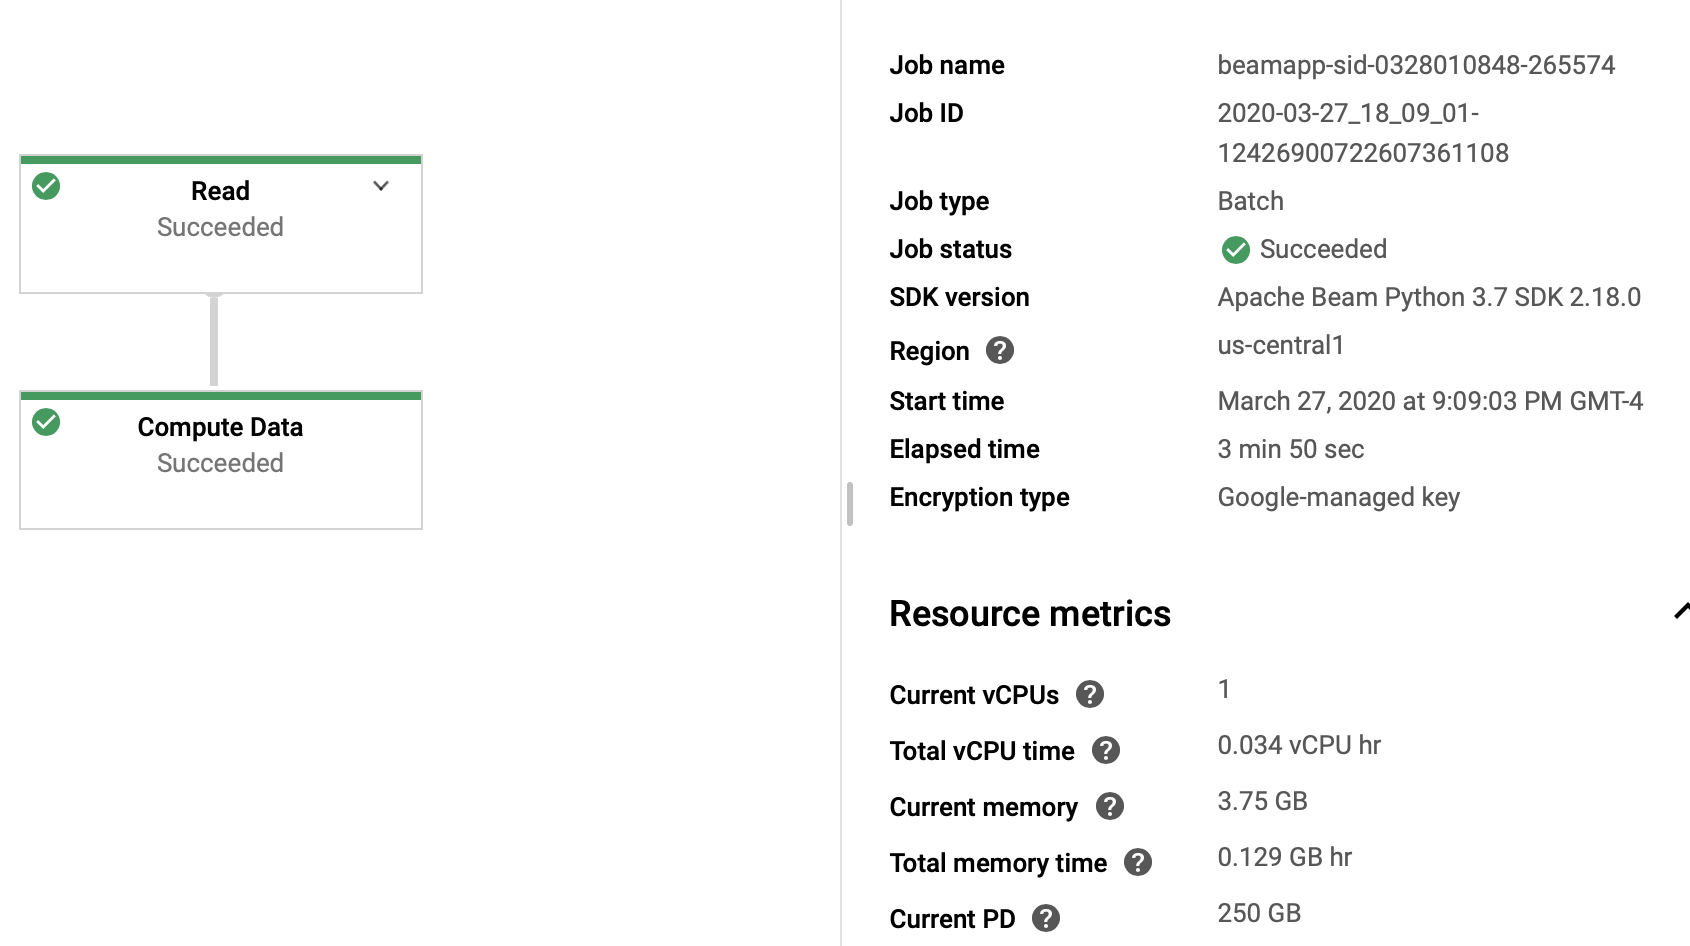 Read
Succeeded
Compute Data
Succeeded
Job name beamapp-sid-0328010848-265574
Job ID 2020-03-27_18_09_01-
12426900722607361108
Job type Batch
Job status Succeeded
SDK version Apache Beam Python 3.7 SDK 2.18.0
Region us-central1
Start time March 27, 2020 at 9:09:03 PM GMT-4
Elapsed time 3 min 50 sec
Encryption type Google-managed key
Resource metrics
Current vCPUs 1
Total vCPU time 0.034 vCPU hr
Current memory 3.75 GB
Total memory time 0.129 GB hr
Current PD 250 GB